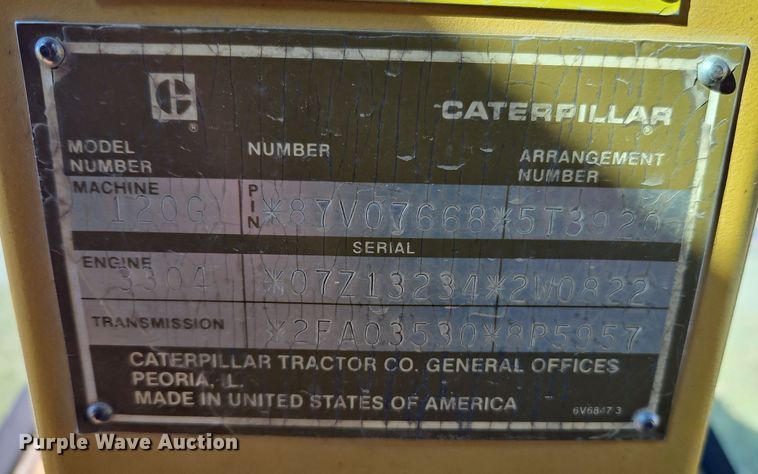 C
®
CATERPILLAR
®
MODEL NUMBER
NUMBER
ARRANGEMENT NUMBER
MACHINE
120G
PIN
*87V07668*5T3920
SERIAL
ENGINE
3304
*07Z13234*2W0822
TRANSMISSION
*2FA03530*8P5957
CATERPILLAR TRACTOR CO. GENERAL OFFICES
PEORIA, IL.
MADE IN UNITED STATES OF AMERICA
6V6847 3
Purple Wave Auction